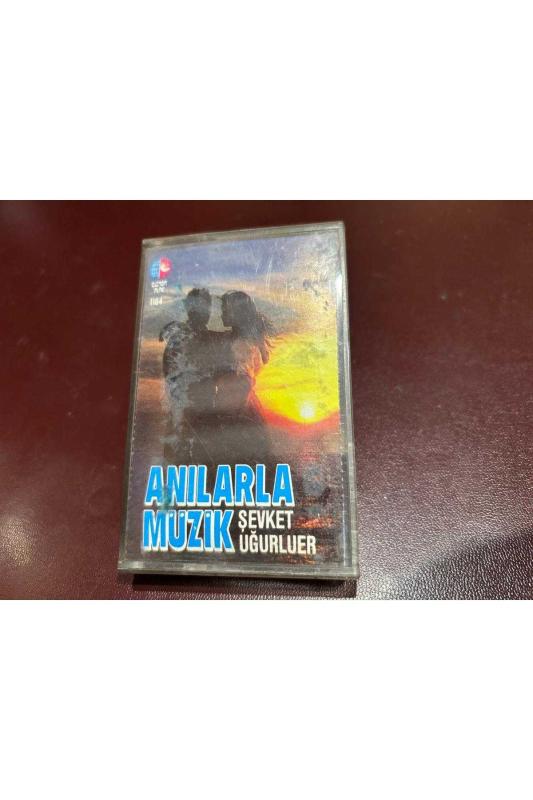 1184
ANILARLA
MÜZİK ŞEVKET
UĞURLUER